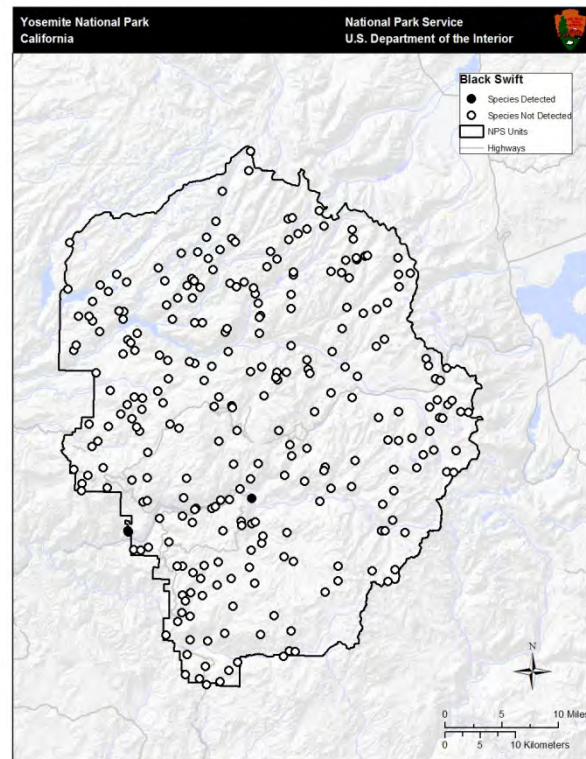 Yosemite National Park
California
National Park Service
U.S. Department of the Interior
Black Swift
Species Detected
Species Not Detected
NPS Units
Highways
N
0 5 10 Miles
0 5 10 Kilometers